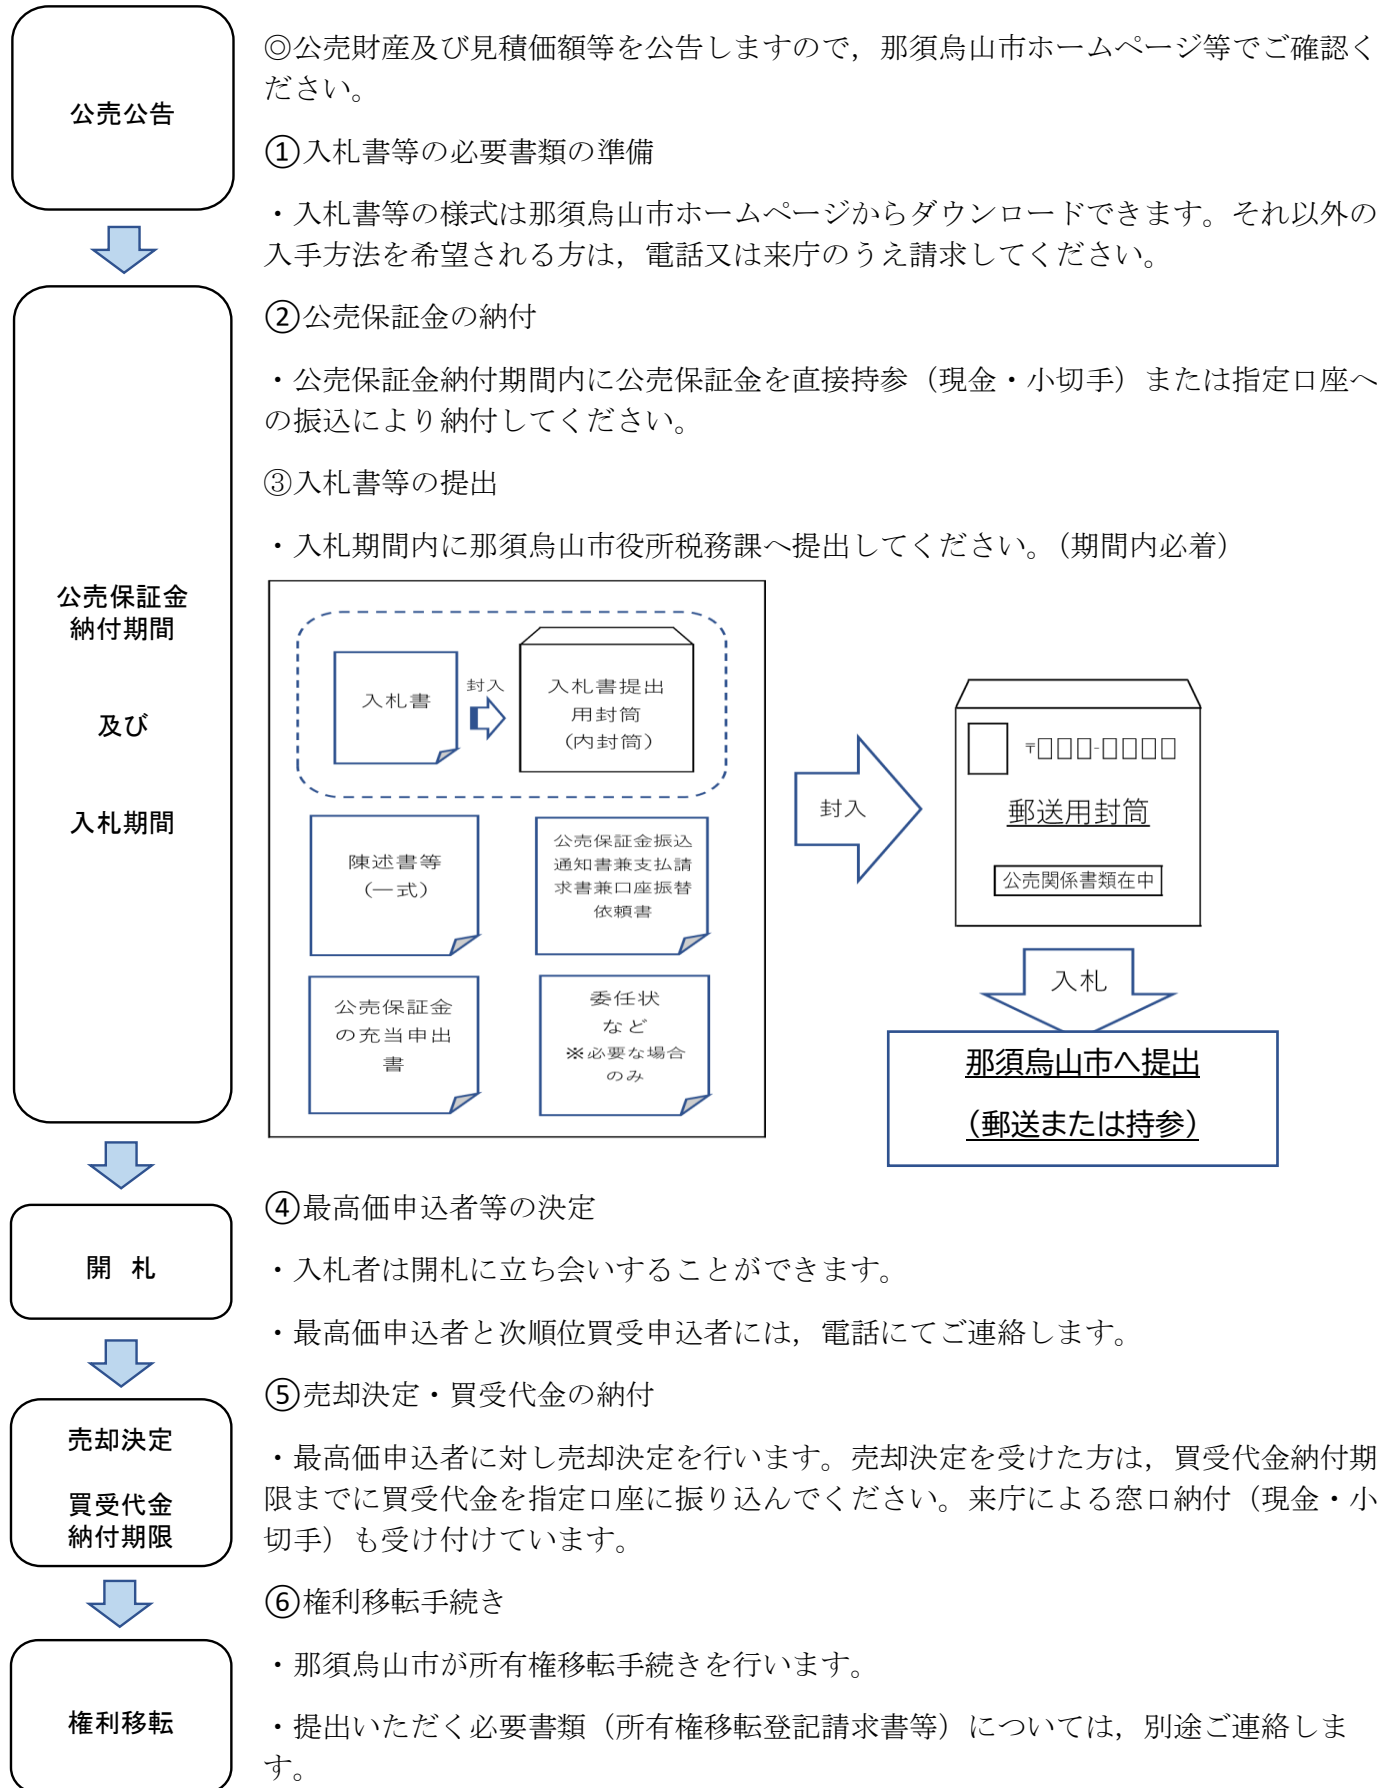 公売公告
◎公売財産及び見積価額等を公告しますので，那須烏山市ホームページ等でご確認く
ださい。
①入札書等の必要書類の準備
・入札書等の様式は那須烏山市ホームページからダウンロードできます。それ以外の
入手方法を希望される方は，電話又は来庁のうえ請求してください。
公売保証金
納付期間
及び
入札期間
②公売保証金の納付
・公売保証金納付期間内に公売保証金を直接持参（現金・小切手）または指定口座へ
の振込により納付してください。
③入札書等の提出
・入札期間内に那須烏山市役所税務課へ提出してください。（期間内必着）
入札書
封入
入札書提出
用封筒
（内封筒）
陳述書等
（一式）
公売保証金振込
通知書兼支払請
求書兼口座振替
依頼書
公売保証金
の充当申出
書
委任状
など
※必要な場合
のみ
封入
〒□□□-□□□□
郵送用封筒
公売関係書類在中
入札
那須烏山市へ提出
（郵送または持参）
開 札
④最高価申込者等の決定
・入札者は開札に立ち会いすることができます。
・最高価申込者と次順位買受申込者には，電話にてご連絡します。
売却決定
買受代金
納付期限
⑤売却決定・買受代金の納付
・最高価申込者に対し売却決定を行います。売却決定を受けた方は，買受代金納付期
限までに買受代金を指定口座に振り込んでください。来庁による窓口納付（現金・小
切手）も受け付けています。
権利移転
⑥権利移転手続き
・那須烏山市が所有権移転手続きを行います。
・提出いただく必要書類（所有権移転登記請求書等）については，別途ご連絡しま
す。